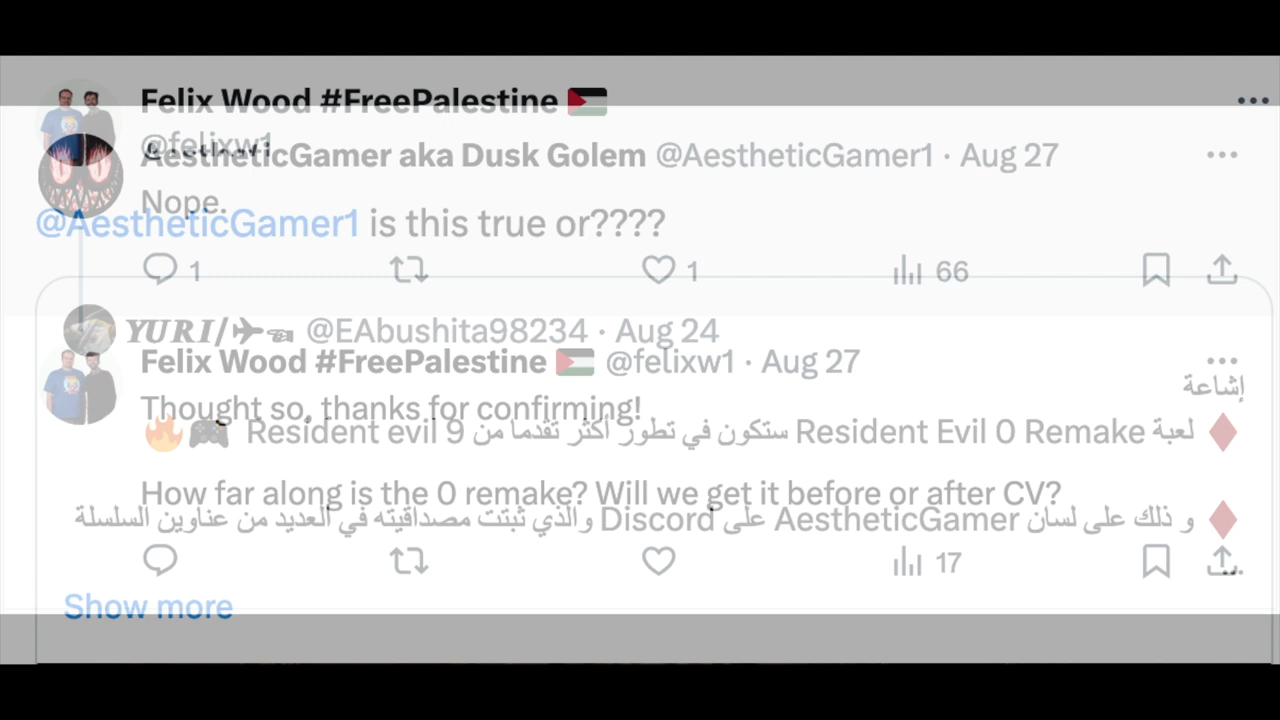 Felix Wood #FreePalestine 🇵🇸
@felixw1
@AestheticGamer1 is this true or????
YURI/✈☜ @EAbushita98234 · Aug 24
إشاعة
♦️ لعبة Resident Evil 0 Remake ستكون في تطور أكثر تقدما من Resident evil 9 🎮🔥
♦️ و ذلك على لسان AestheticGamer على Discord والذي ثبتت مصداقيته في العديد من عناوين السلسلة
...
Show more
AestheticGamer aka Dusk Golem @AestheticGamer1 · Aug 27
Nope.
1 1 66
Felix Wood #FreePalestine 🇵🇸 @felixw1 · Aug 27
Thought so, thanks for confirming!
How far along is the 0 remake? Will we get it before or after CV?
17